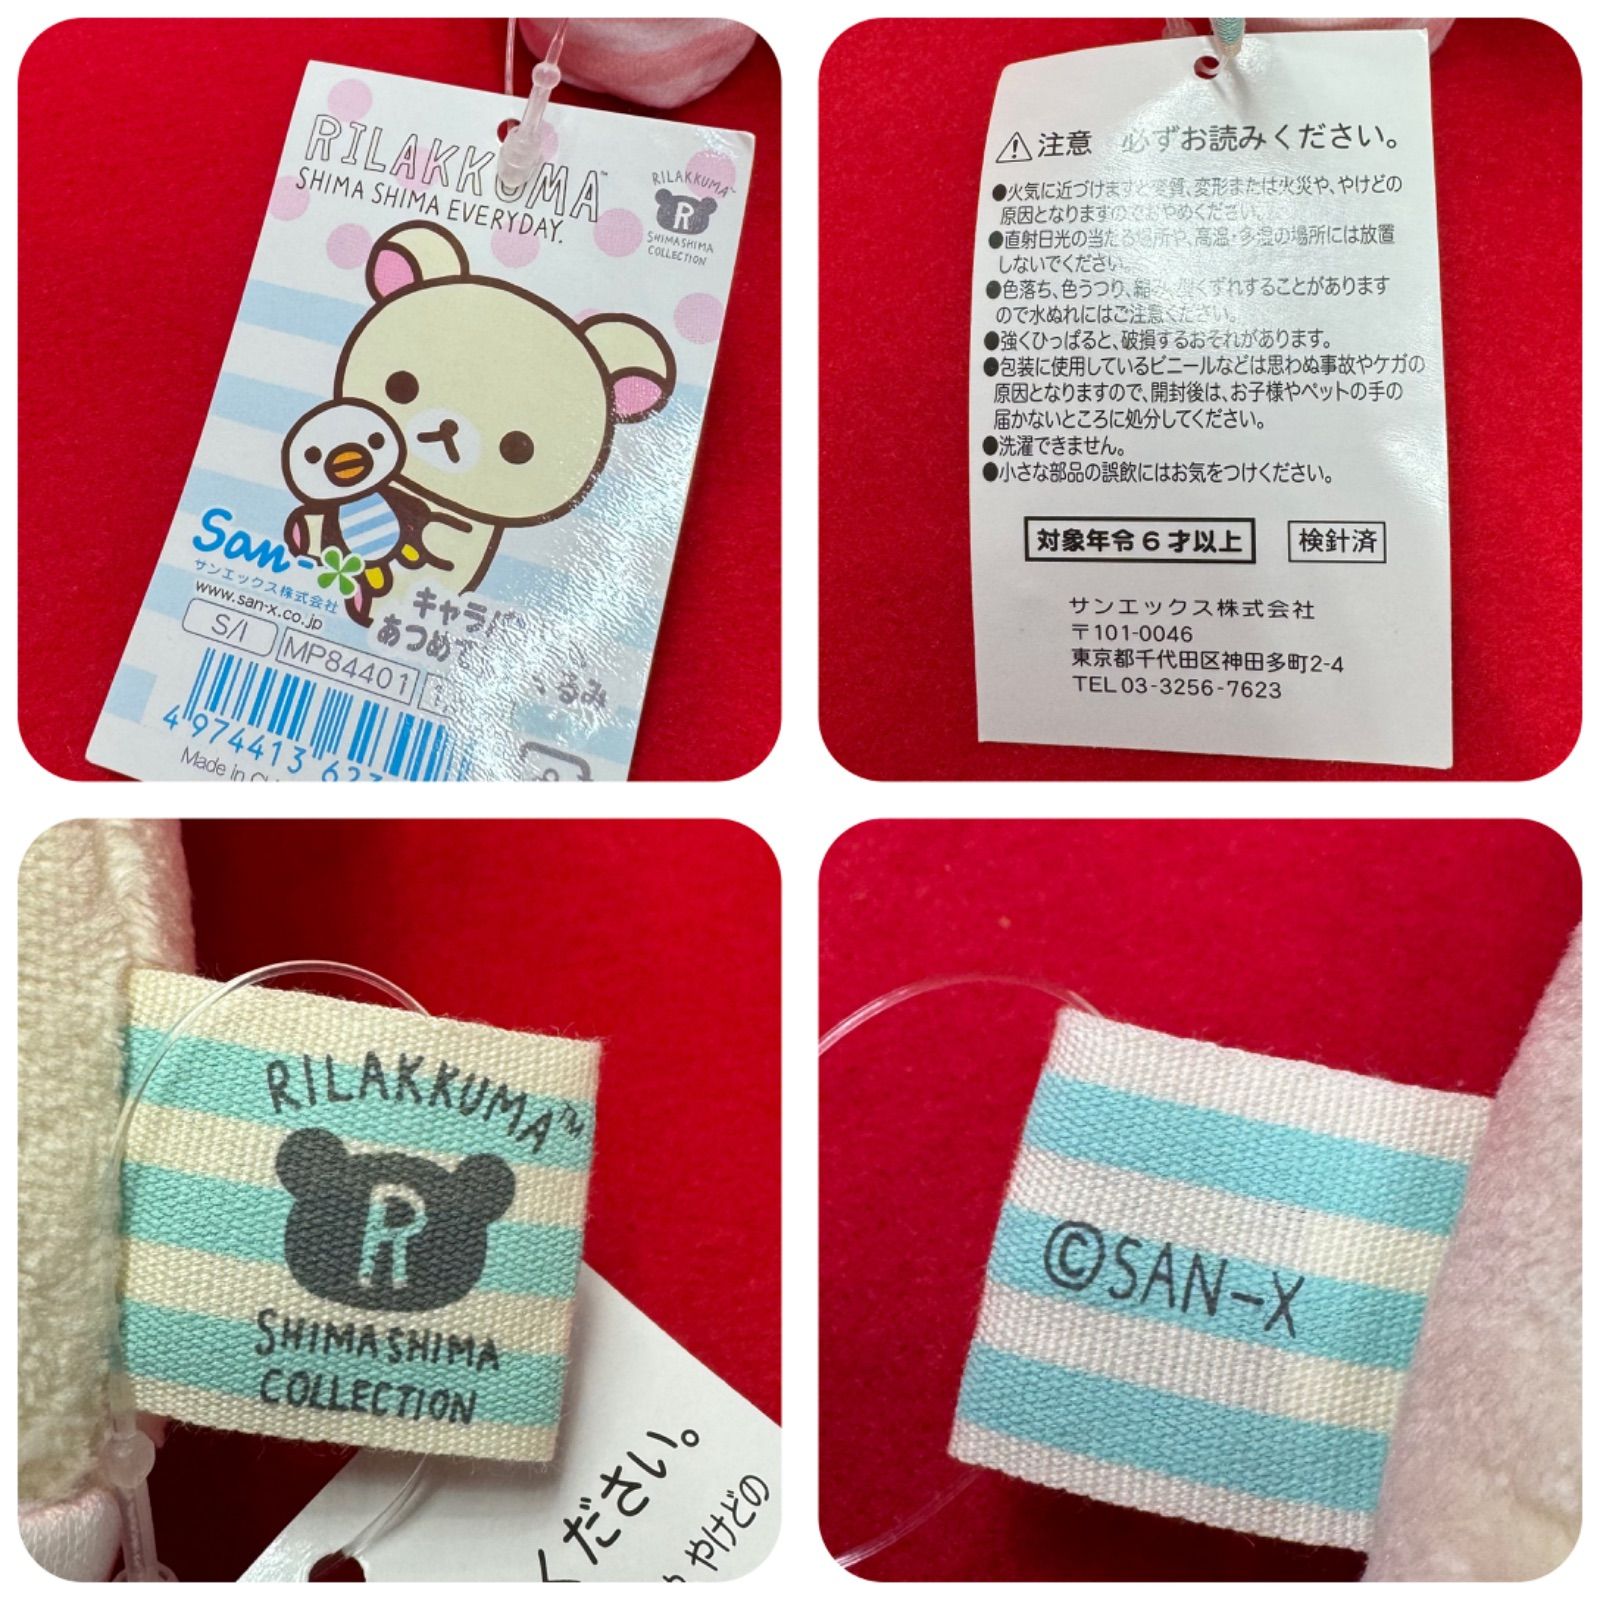 RILAKKUMA™
SHIMA SHIMA EVERYDAY.
RILAKKUMA™
R
SHIMASHIMA
COLLECTION
San-
サンエックス株式会社
www.san-x.co.jp
キャラ
あつめて
るみ
S/I
MP84401
4 974413 623
Made in
注意 必ずお読みください。
●火気に近づけますと変質、変形または火災や、やけどの
原因となりますのでおやめください。
●直射日光の当たる場所や、高温・多湿の場所には放置
しないでください。
●色落ち、色うつり、縮み、型くずれすることがあります
ので水ぬれにはご注意ください。
●強くひっぱると、破損するおそれがあります。
●包装に使用しているビニールなどは思わぬ事故やケガの
原因となりますので、開封後は、お子様やペットの手の
届かないところに処分してください。
●洗濯できません。
●小さな部品の誤飲にはお気をつけください。
対象年令6才以上
検針済
サンエックス株式会社
〒101-0046
東京都千代田区神田多町2-4
TEL 03-3256-7623
RILAKKUMA™
R
SHIMASHIMA
COLLECTION
ください。
やけどの
©SAN-X